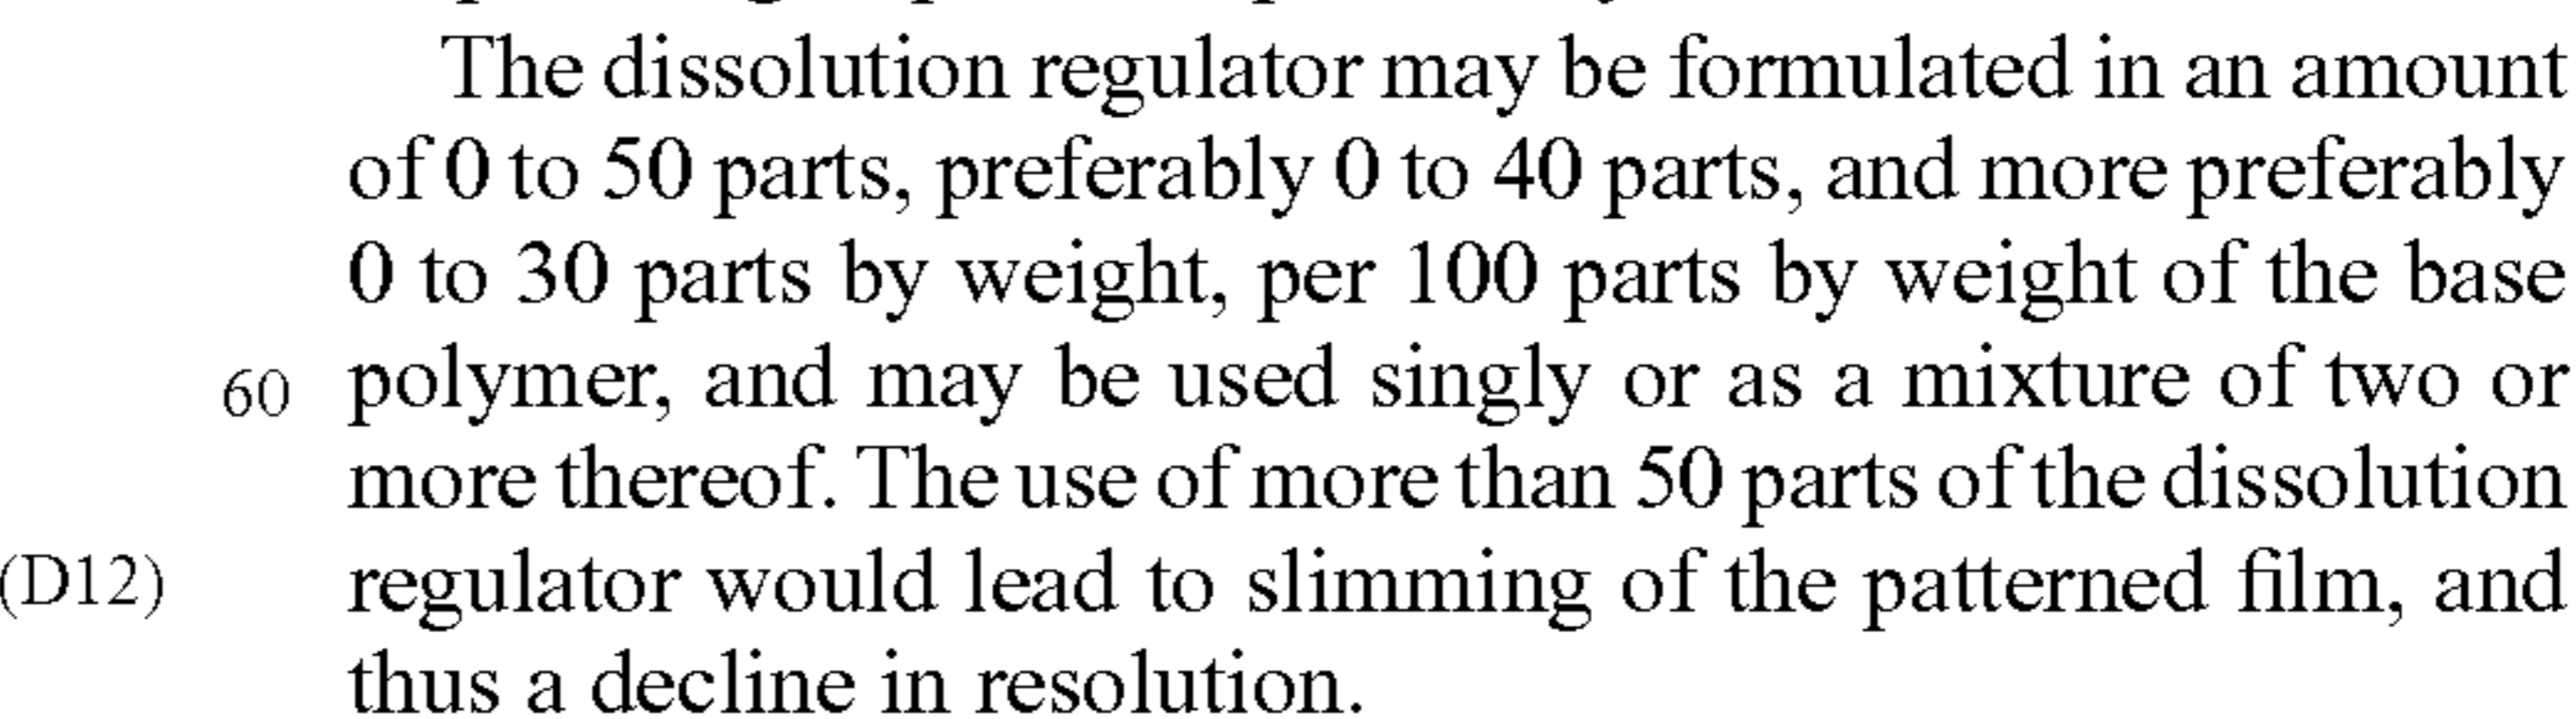 The dissolution regulator may be formulated in an amount
of 0 to 50 parts, preferably 0 to 40 parts, and more preferably
0 to 30 parts by weight, per 100 parts by weight of the base
60 polymer, and may be used singly or as a mixture of two or
more thereof. The use of more than 50 parts of the dissolution
(D12) regulator would lead to slimming of the patterned film, and
thus a decline in resolution.